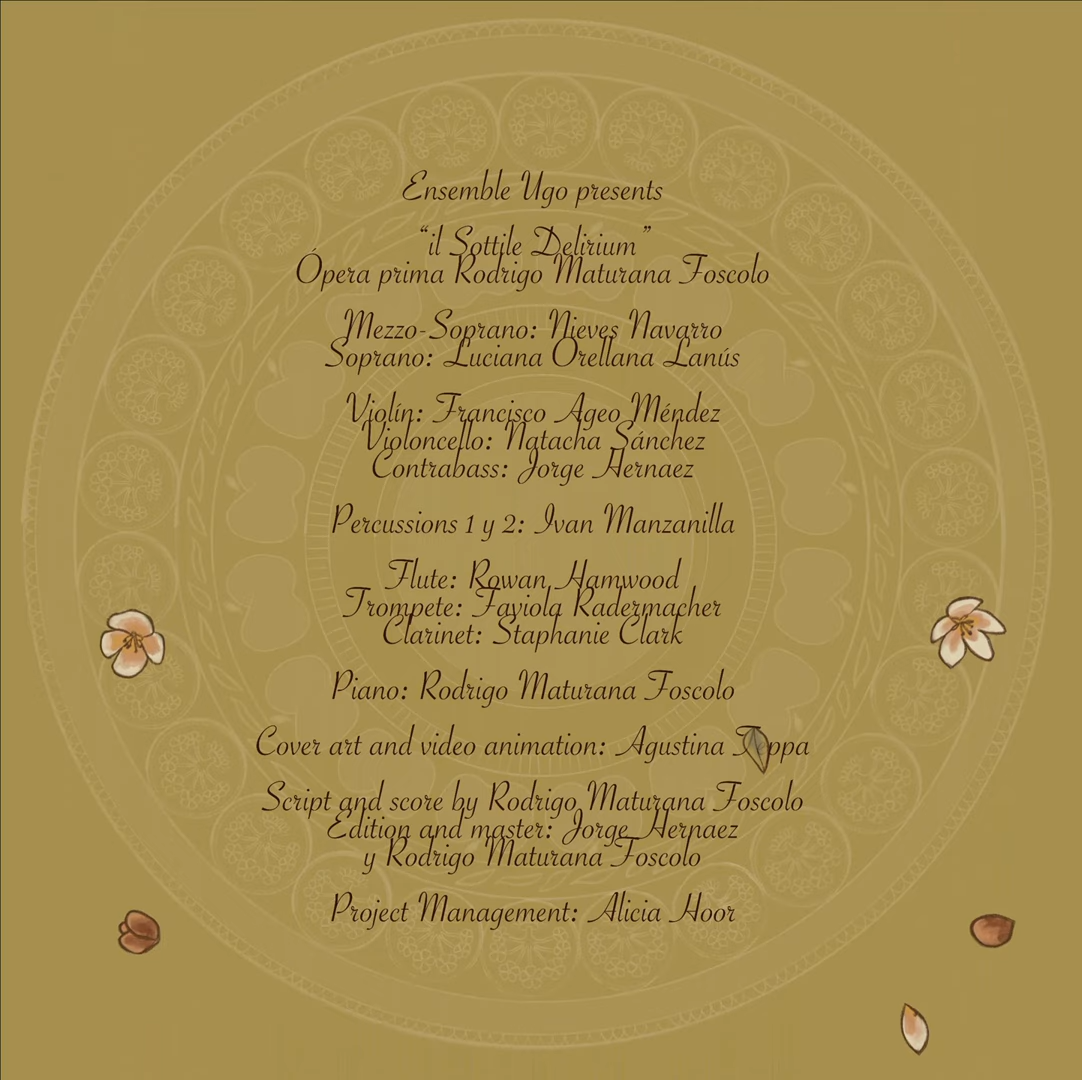 Ensemble Ugo presents
“il Sottile Delirium”
Ópera prima Rodrigo Maturana Foscolo
Mezzo-Soprano: Nieves Navarro
Soprano: Luciana Orellana Lanús
Violín: Francisco Ageo Méndez
Violoncello: Natacha Sánchez
Contrabass: Jorge Hernaez
Percussions 1 y 2: Ivan Manzanilla
Flute: Rowan Hamwood
Trompete: Faviola Radermacher
Clarinet: Staphanie Clark
Piano: Rodrigo Maturana Foscolo
Cover art and video animation: Agustina
Script and score by Rodrigo Maturana Foscolo
Edition and master: Jorge Hernaez
y Rodrigo Maturana Foscolo
Project Management: Alicia Hoor